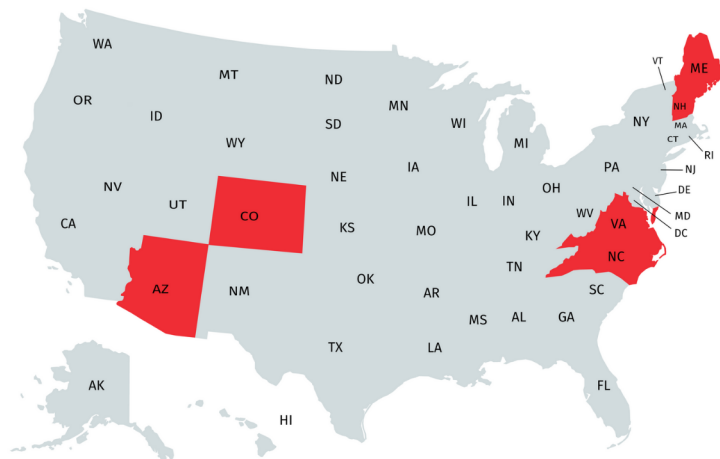 WA
MT
ND
MN
VT
ME
OR
ID
SD
WI
MI
NY
NH
MA
CT
RI
WY
NE
IA
PA
NJ
NV
UT
CO
IL
IN
OH
DE
MD
DC
CA
KS
MO
KY
WV
VA
NC
AZ
NM
OK
AR
TN
SC
MS
AL
GA
TX
LA
FL
AK
HI